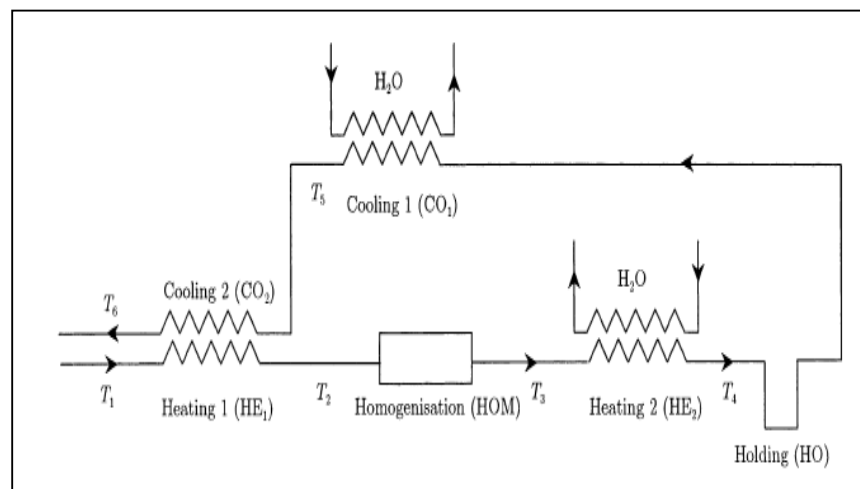 H₂O
T₅
Cooling 1 (CO₁)
Cooling 2 (CO₂)
H₂O
T₆
T₁
T₂
T₃
T₄
Heating 1 (HE₁)
Homogenisation (HOM)
Heating 2 (HE₂)
Holding (HO)